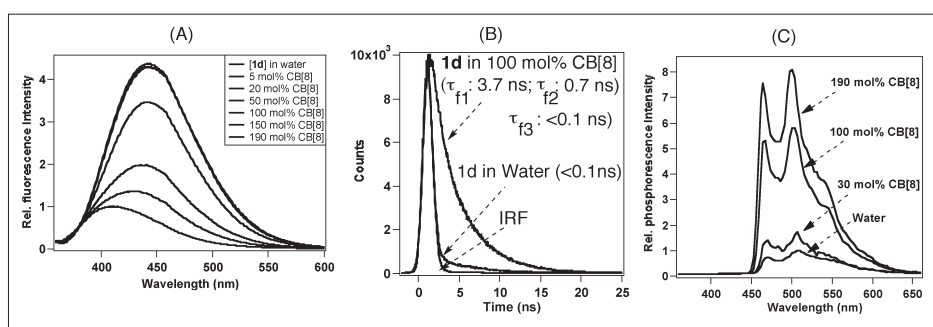 (A)
Rel. fluorescence Intensity
4
3
2
1
0
400
450
500
550
600
Wavelength (nm)
[1d] in water
5 mol% CB[8]
20 mol% CB[8]
50 mol% CB[8]
100 mol% CB[8]
150 mol% CB[8]
190 mol% CB[8]
(B)
10x10³
8
6
4
2
0
Counts
0
5
10
15
20
25
Time (ns)
1d in 100 mol% CB[8]
(τf1: 3.7 ns; τf2: 0.7 ns)
τf3: <0.1 ns)
1d in Water (<0.1ns)
IRF
(C)
Rel. phosphorescence Intensity
8
6
4
2
0
400
450
500
550
600
650
Wavelength (nm)
190 mol% CB[8]
100 mol% CB[8]
30 mol% CB[8]
Water